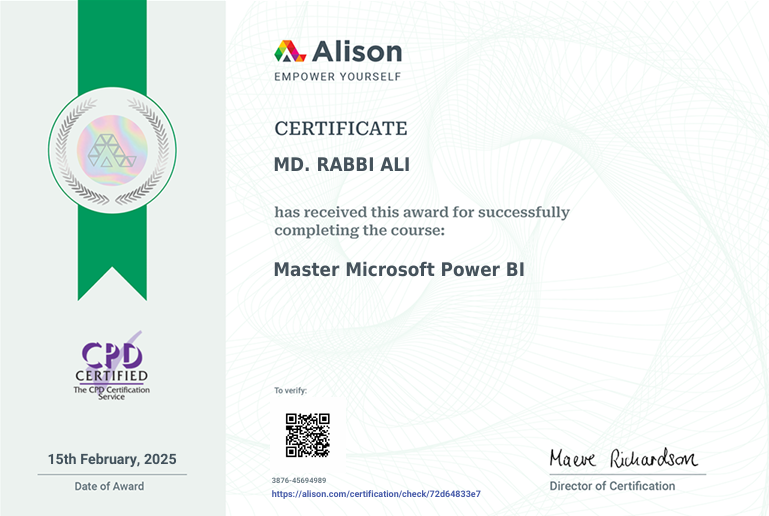 Alison
EMPOWER YOURSELF
CERTIFICATE
MD. RABBI ALI
has received this award for successfully
completing the course:
Master Microsoft Power BI
CPD
CERTIFIED
The CPD Certification
Service
To verify:
3876-45694989
https://alison.com/certification/check/72d64833e7
15th February, 2025
Date of Award
Maeve Richardson
Director of Certification